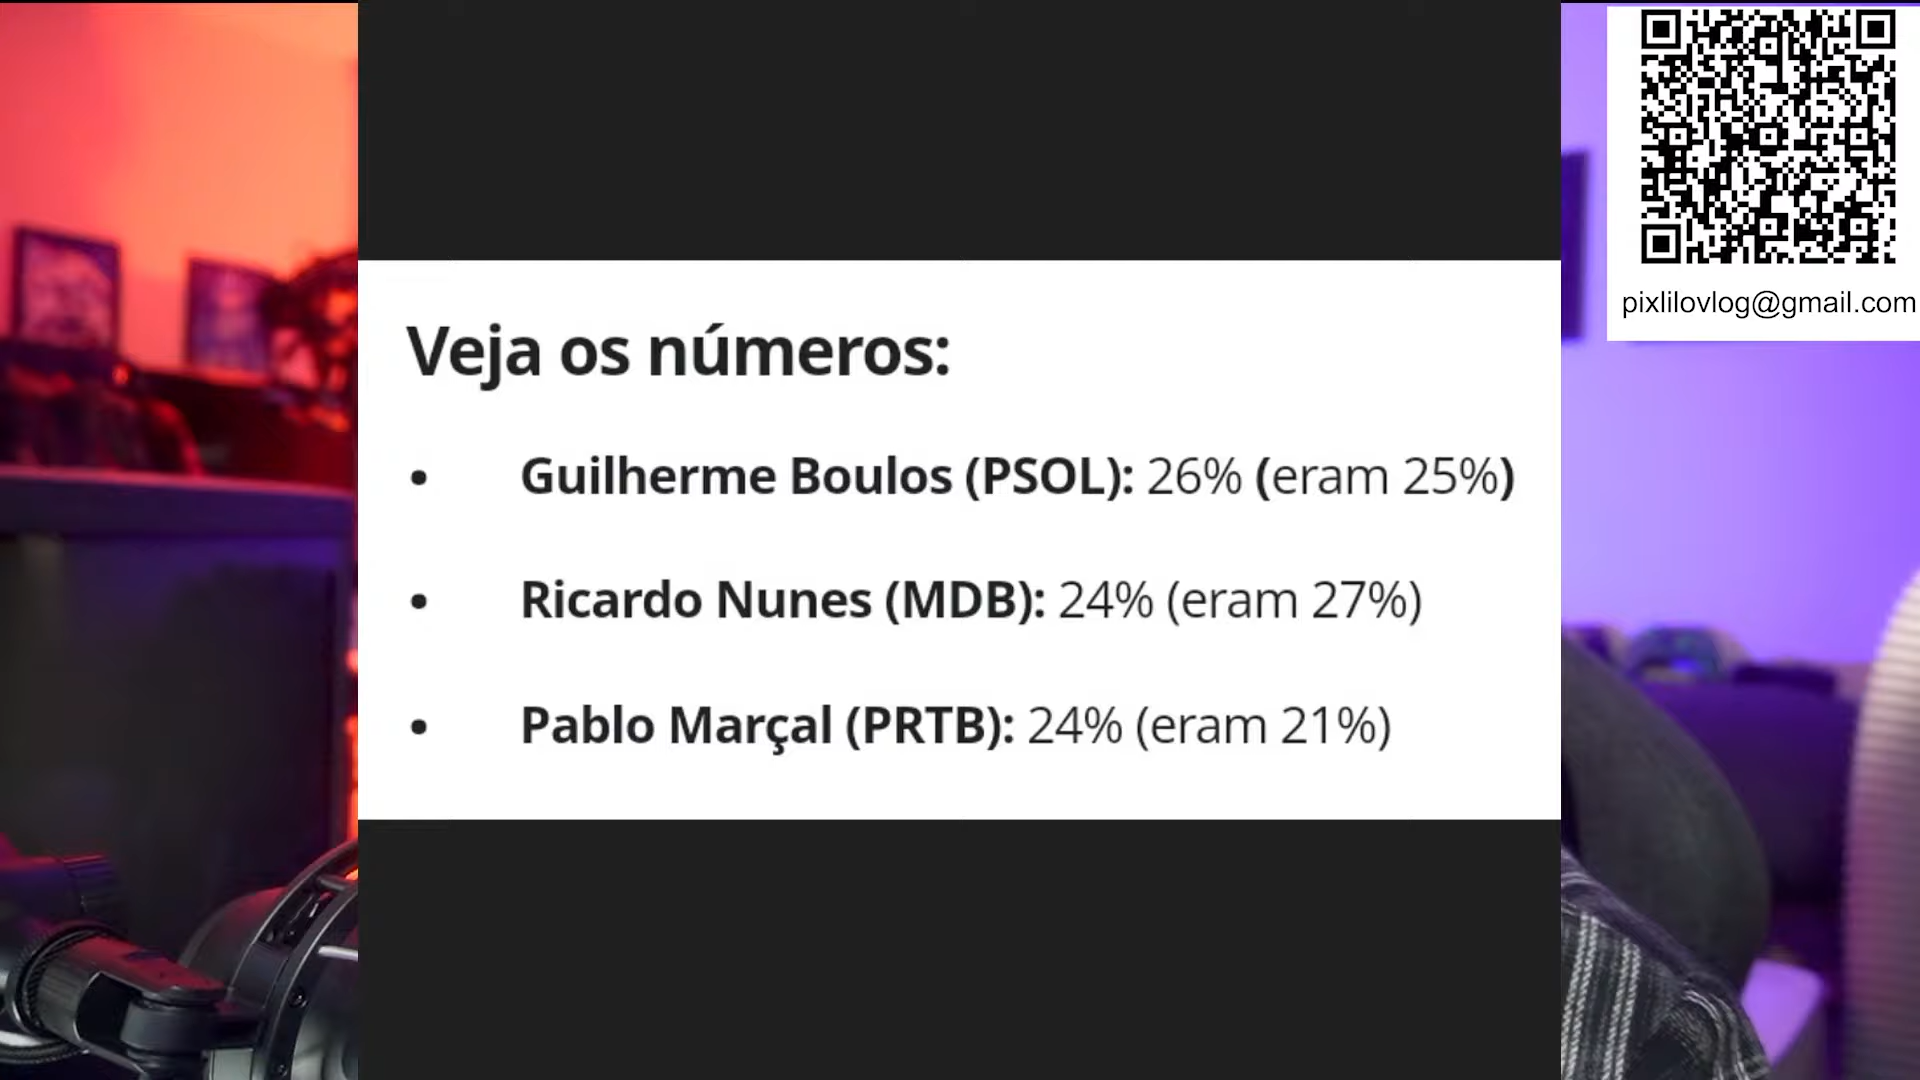 pixlilovlog@gmail.com
Veja os números:
• Guilherme Boulos (PSOL): 26% (eram 25%)
• Ricardo Nunes (MDB): 24% (eram 27%)
• Pablo Marçal (PRTB): 24% (eram 21%)